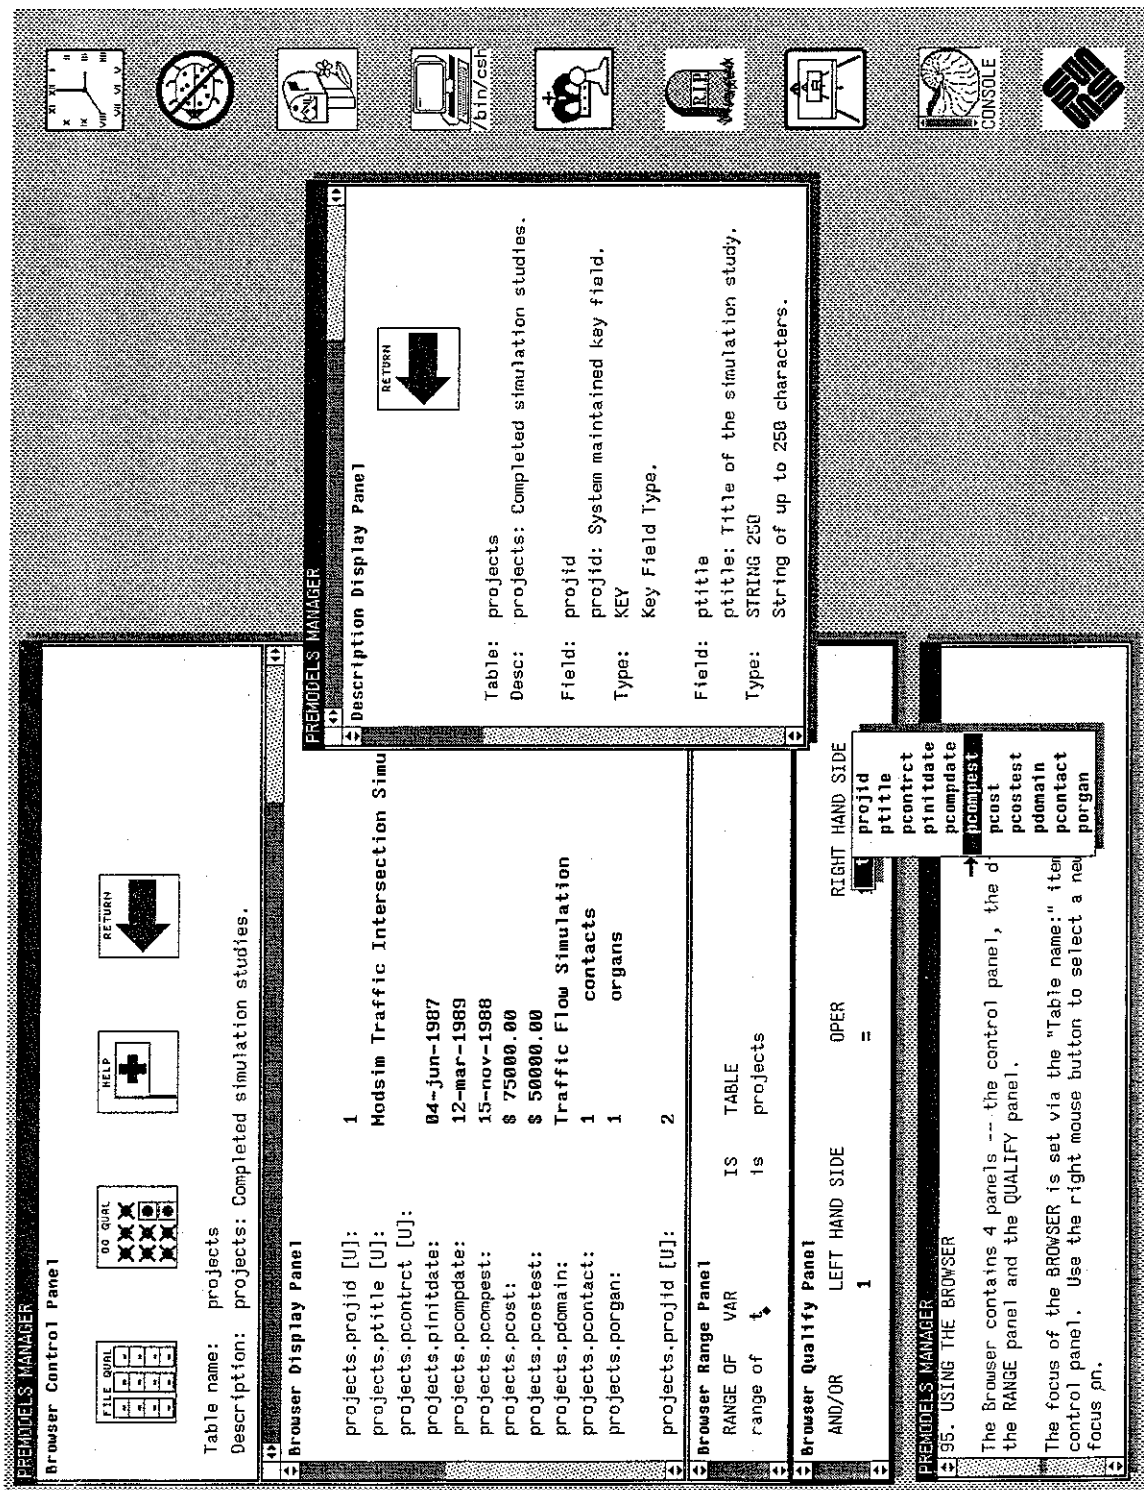 PREMODELS MANAGER
Browser Control Panel
FILE QUAL
DO QUAL
HELP
RETURN
Table name: projects
Description: projects: Completed simulation studies.
Browser Display Panel
projects.projid [U]: 1
projects.ptitle [U]: Modsim Traffic Intersection Simu
projects.pcontrct [U]:
projects.pinitdate: 04-jun-1987
projects.pcompdate: 12-mar-1989
projects.pcompest: 15-nov-1988
projects.pcost: $ 75000.00
projects.pcostest: $ 50000.00
projects.pdomain: Traffic Flow Simulation
projects.pcontact: 1 contacts
projects.porgan: 1 organs
projects.projid [U]: 2
Browser Range Panel
RANGE OF VAR IS TABLE
range of t is projects
Browser Qualify Panel
AND/OR LEFT HAND SIDE OPER RIGHT HAND SIDE
1 =
projid
ptitle
pcontrct
pinitdate
pcompdate
pcompest
pcost
pcostest
pdomain
pcontact
porgan
PREMODELS MANAGER
95. USING THE BROWSER
The Browser contains 4 panels -- the control panel, the d
the RANGE panel and the QUALIFY panel.
The focus of the BROWSER is set via the "Table name:" item
control panel. Use the right mouse button to select a new
focus on.
PREMODELS MANAGER
Description Display Panel
RETURN
Table: projects
Desc: projects: Completed simulation studies.
Field: projid
projid: System maintained key field.
Type: KEY
Key Field Type.
Field: ptitle
ptitle: Title of the simulation study.
Type: STRING 250
String of up to 250 characters.
/bin/csh
R.I.P
CONSOLE
SUN